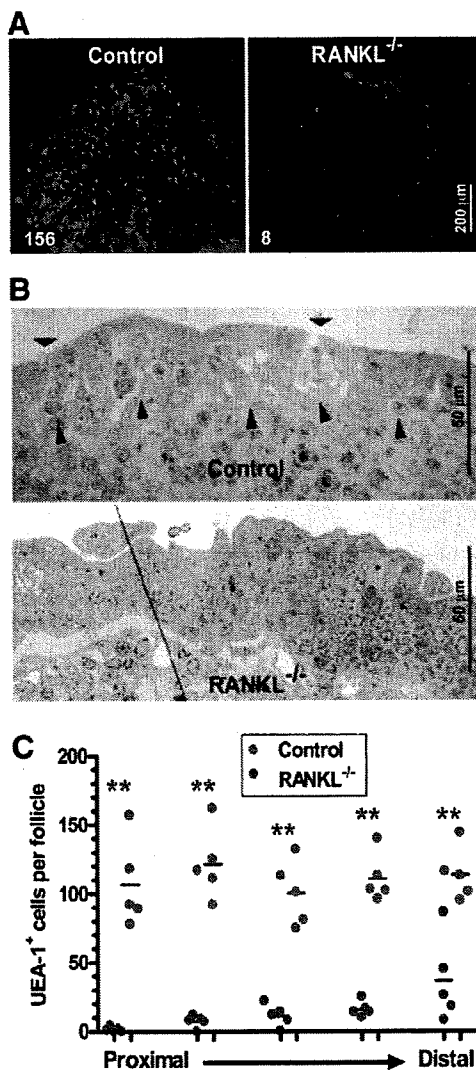 A
Control
RANKL-/-
156
8
200 µm
B
Control
50 µm
RANKL-/-
50 µm
C
Control
RANKL-/-
UEA-1+ cells per follicle
200
150
100
50
0
**
**
**
**
**
Proximal
Distal